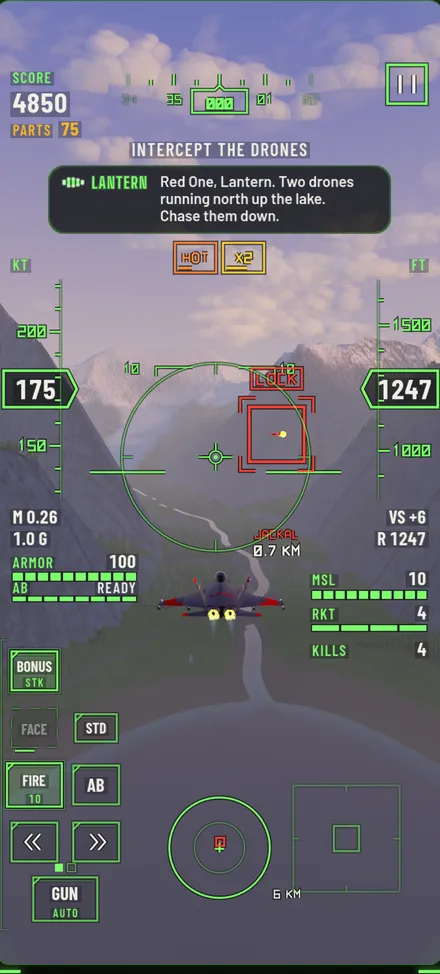 SCORE
4850
PARTS 75
35 000 01
INTERCEPT THE DRONES
LANTERN Red One, Lantern. Two drones
running north up the lake.
Chase them down.
HOT X2
KT FT
200 1500
10 10
LOCK
175 1247
150 1000
M 0.26 VS +6
1.0 G R 1247
JACKAL
0.7 KM
ARMOR 100
AB READY
MSL 10
RKT 4
KILLS 4
BONUS
STK
FACE STD
FIRE
10
AB
<< >>
GUN
AUTO
6 KM